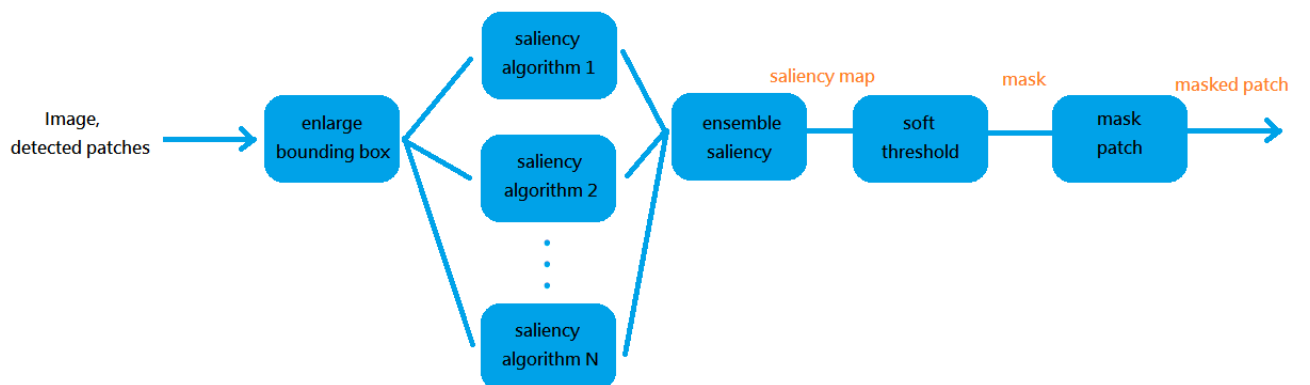 Image,
detected patches
enlarge
bounding box
saliency
algorithm 1
saliency
algorithm 2
saliency
algorithm N
ensemble
saliency
saliency map
soft
threshold
mask
mask
patch
masked patch